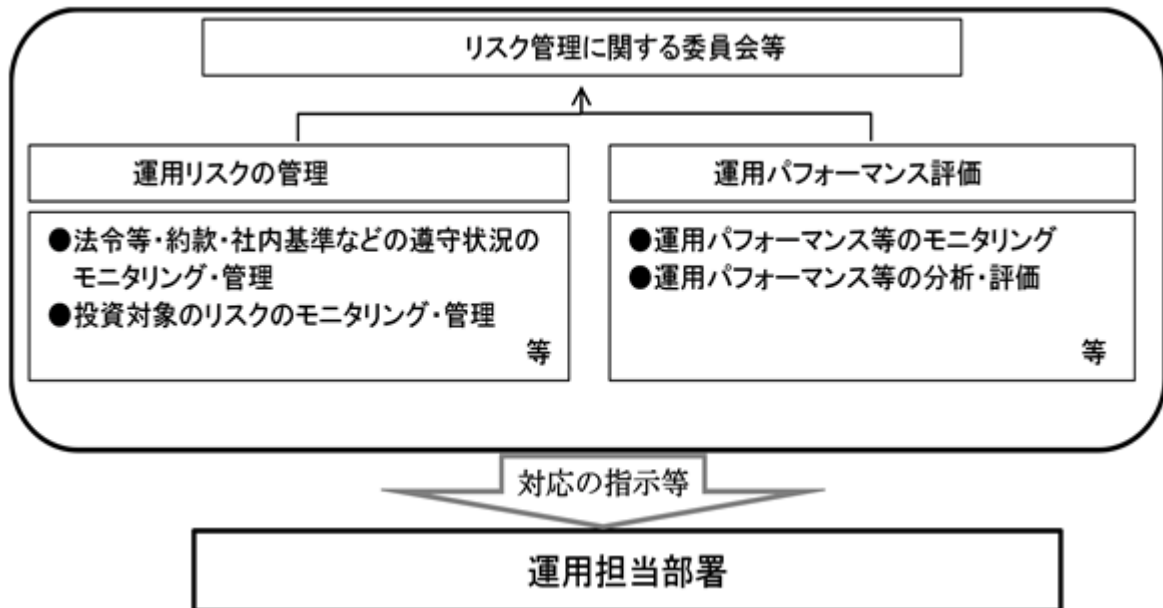 リスク管理に関する委員会等
運用リスクの管理
運用パフォーマンス評価
●法令等・約款・社内基準などの遵守状況の
モニタリング・管理
●投資対象のリスクのモニタリング・管理
等
●運用パフォーマンス等のモニタリング
●運用パフォーマンス等の分析・評価
等
対応の指示等
運用担当部署